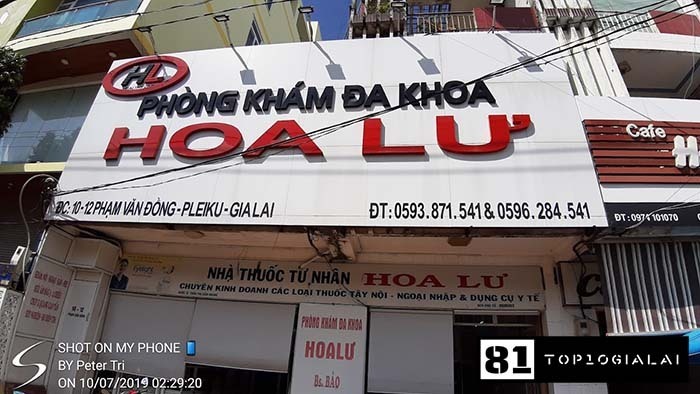 HL
PHÒNG KHÁM ĐA KHOA
HOA LƯ
ĐC: 10-12 PHẠM VĂN ĐỒNG - PLEIKU - GIA LAI
ĐT: 0593.871.541 & 0596.284.541
Cafe
H
ĐT: 0974 101070
NHÀ THUỐC TƯ NHÂN HOA LƯ
CHUYÊN KINH DOANH CÁC LOẠI THUỐC TÂY NỘI - NGOẠI NHẬP & DỤNG CỤ Y TẾ
PHÒNG KHÁM ĐA KHOA
HOALƯ
Bs. BẢO
SHOT ON MY PHONE
BY Peter Tri
ON 10/07/2019 02:29:20
81 TOP10GIALAI